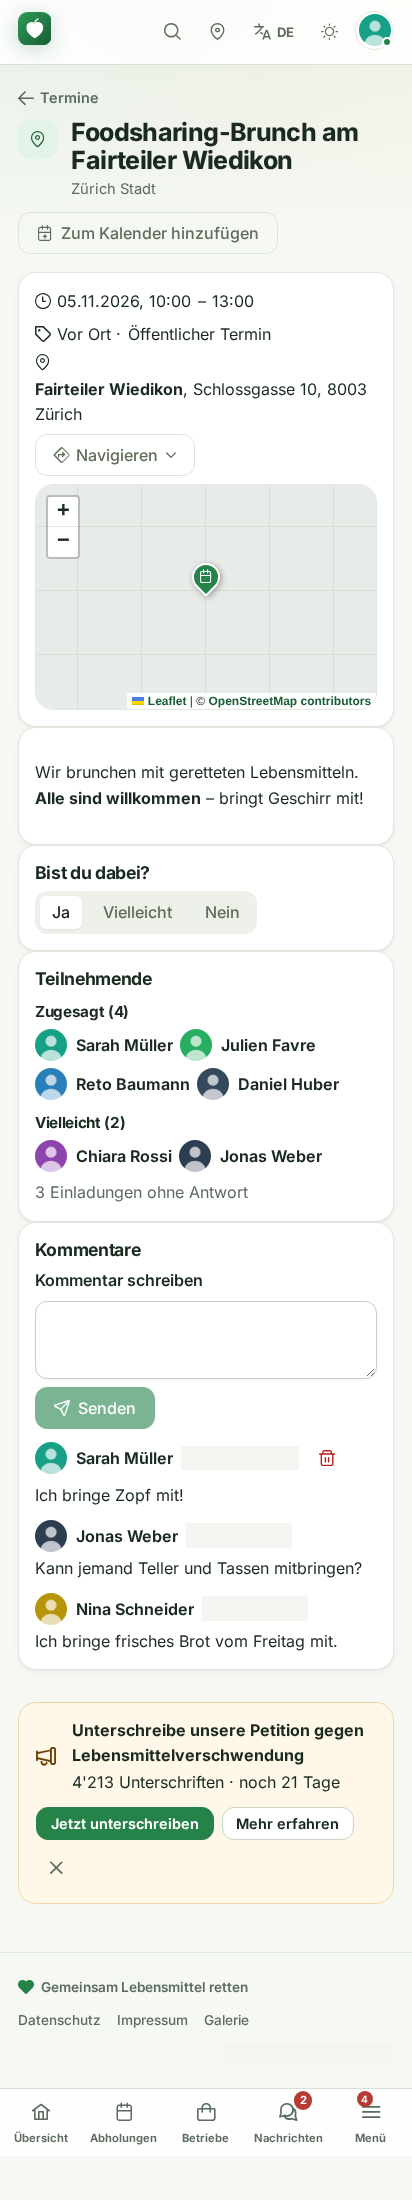 DE
Termine
Foodsharing-Brunch am
Fairteiler Wiedikon
Zürich Stadt
Zum Kalender hinzufügen
05.11.2026, 10:00 – 13:00
Vor Ort · Öffentlicher Termin
Fairteiler Wiedikon, Schlossgasse 10, 8003
Zürich
Navigieren
+
−
Leaflet | © OpenStreetMap contributors
Wir brunchen mit geretteten Lebensmitteln.
Alle sind willkommen – bringt Geschirr mit!
Bist du dabei?
Ja Vielleicht Nein
Teilnehmende
Zugesagt (4)
Sarah Müller Julien Favre
Reto Baumann Daniel Huber
Vielleicht (2)
Chiara Rossi Jonas Weber
3 Einladungen ohne Antwort
Kommentare
Kommentar schreiben
Senden
Sarah Müller
Ich bringe Zopf mit!
Jonas Weber
Kann jemand Teller und Tassen mitbringen?
Nina Schneider
Ich bringe frisches Brot vom Freitag mit.
Unterschreibe unsere Petition gegen
Lebensmittelverschwendung
4'213 Unterschriften · noch 21 Tage
Jetzt unterschreiben Mehr erfahren
Gemeinsam Lebensmittel retten
Datenschutz Impressum Galerie
2 4
Übersicht Abholungen Betriebe Nachrichten Menü